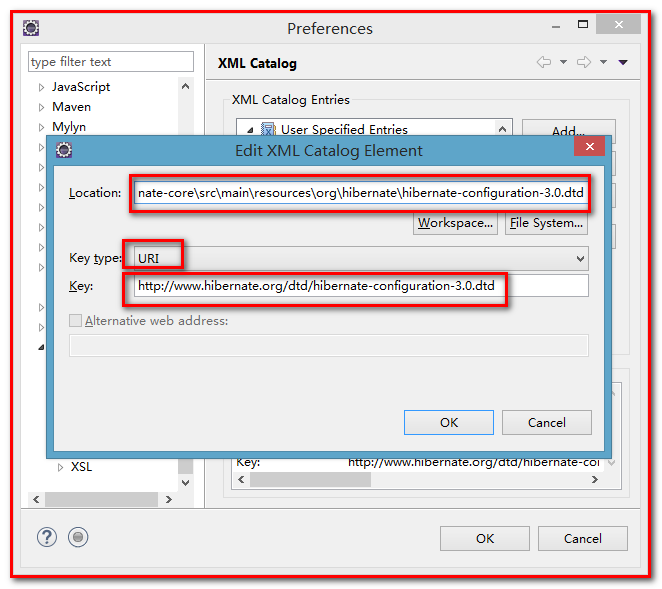 Preferences
type filter text
JavaScript
Maven
Mylyn
XSL
XML Catalog
XML Catalog Entries
User Specified Entries
Add...
Edit XML Catalog Element
Location:
nate-core\src\main\resources\org\hibernate\hibernate-configuration-3.0.dtd
Workspace...
File System...
Key type:
URI
Key:
http://www.hibernate.org/dtd/hibernate-configuration-3.0.dtd
Alternative web address:
OK
Cancel
Key:
http://www.hibernate.org/dtd/hibernate-col
?
OK
Cancel